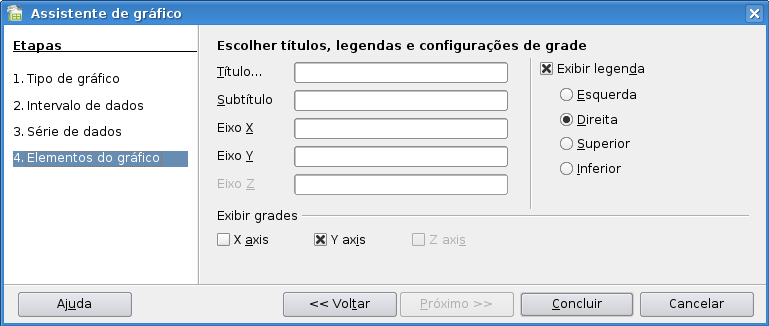 Assistente de gráfico
Etapas
1. Tipo de gráfico
2. Intervalo de dados
3. Série de dados
4. Elementos do gráfico
Escolher títulos, legendas e configurações de grade
Título...
Subtítulo
Eixo X
Eixo Y
Eixo Z
Exibir legenda
Esquerda
Direita
Superior
Inferior
Exibir grades
X axis
Y axis
Z axis
Ajuda
<< Voltar
Próximo >>
Concluir
Cancelar